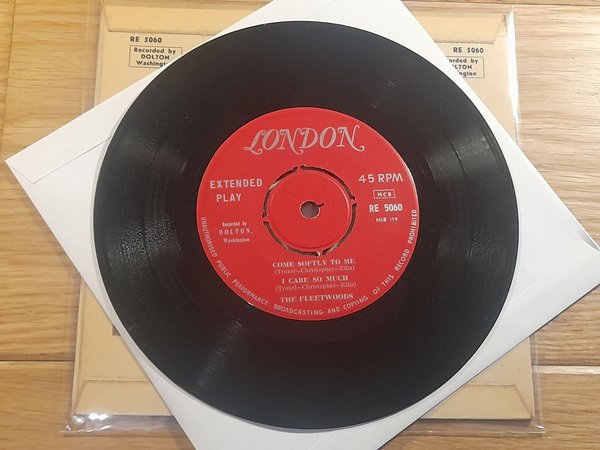 RE 5060
Recorded by
DOLTON
Washington
RE 5060
Recorded by
LTON
ngton
LONDON
EXTENDED
PLAY
45 RPM
NCB
RE 5060
MLB 119
Recorded by
DOLTON,
Washington
COME SOFTLY TO ME
(Troxel—Christopher—Ellis)
I CARE SO MUCH
(Troxel—Christopher—Ellis)
THE FLEETWOODS
UNAUTHORISED PUBLIC PERFORMANCE, BROADCASTING AND COPYING OF THIS RECORD PROHIBITED